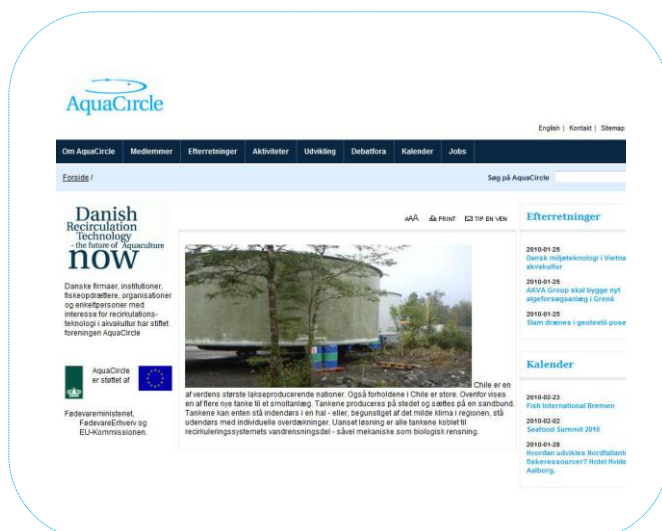 AquaCircle
English | Kontakt | Sitemap
Om AquaCircle Medlemmer Efterretninger Aktiviteter Udvikling Debatfora Kalender Jobs
Forside /
Søg på AquaCircle
Danish
Recirculation
Technology
- the future of Aquaculture
now
Danske firmaer, institutioner,
fiskeopdrættere, organisationer
og enkeltpersoner med
interesse for recirkulations-
teknologi i akvakultur har stiftet
foreningen AquaCircle
AquaCircle
er støttet af
Fødevareministeriet,
FødevareErhverv og
EU-Kommissionen.
AAA PRINT TIP EN VEN
Chile er en
af verdens største lakseproducerende nationer. Også forholdene i Chile er store. Ovenfor vises
en af flere nye tanke til et smoltanlæg. Tankene produceres på stedet og sættes på en sandbund.
Tankene kan enten stå indendørs i en hal - eller, begunstiget af det milde klima i regionen, stå
udendørs med individuelle overdækninger. Uanset løsning er alle tankene koblet til
recirkuleringssystemets vandrensningsdel - såvel mekaniske som biologisk rensning.
Efterretninger
2010-01-25
Dansk miljøteknologi i Vietna
akvakultur
2010-01-25
AKVA Group skal bygge nyt
algeforsøgsanlæg i Grenå
2010-01-25
Slam drænes i geotextil-pose
Kalender
2010-02-23
Fish International Bremen
2010-02-02
Seafood Summit 2010
2010-01-28
Hvordan udvikles Nordatlant
fiskeressourcer? Hotel Hvide
Aalborg.